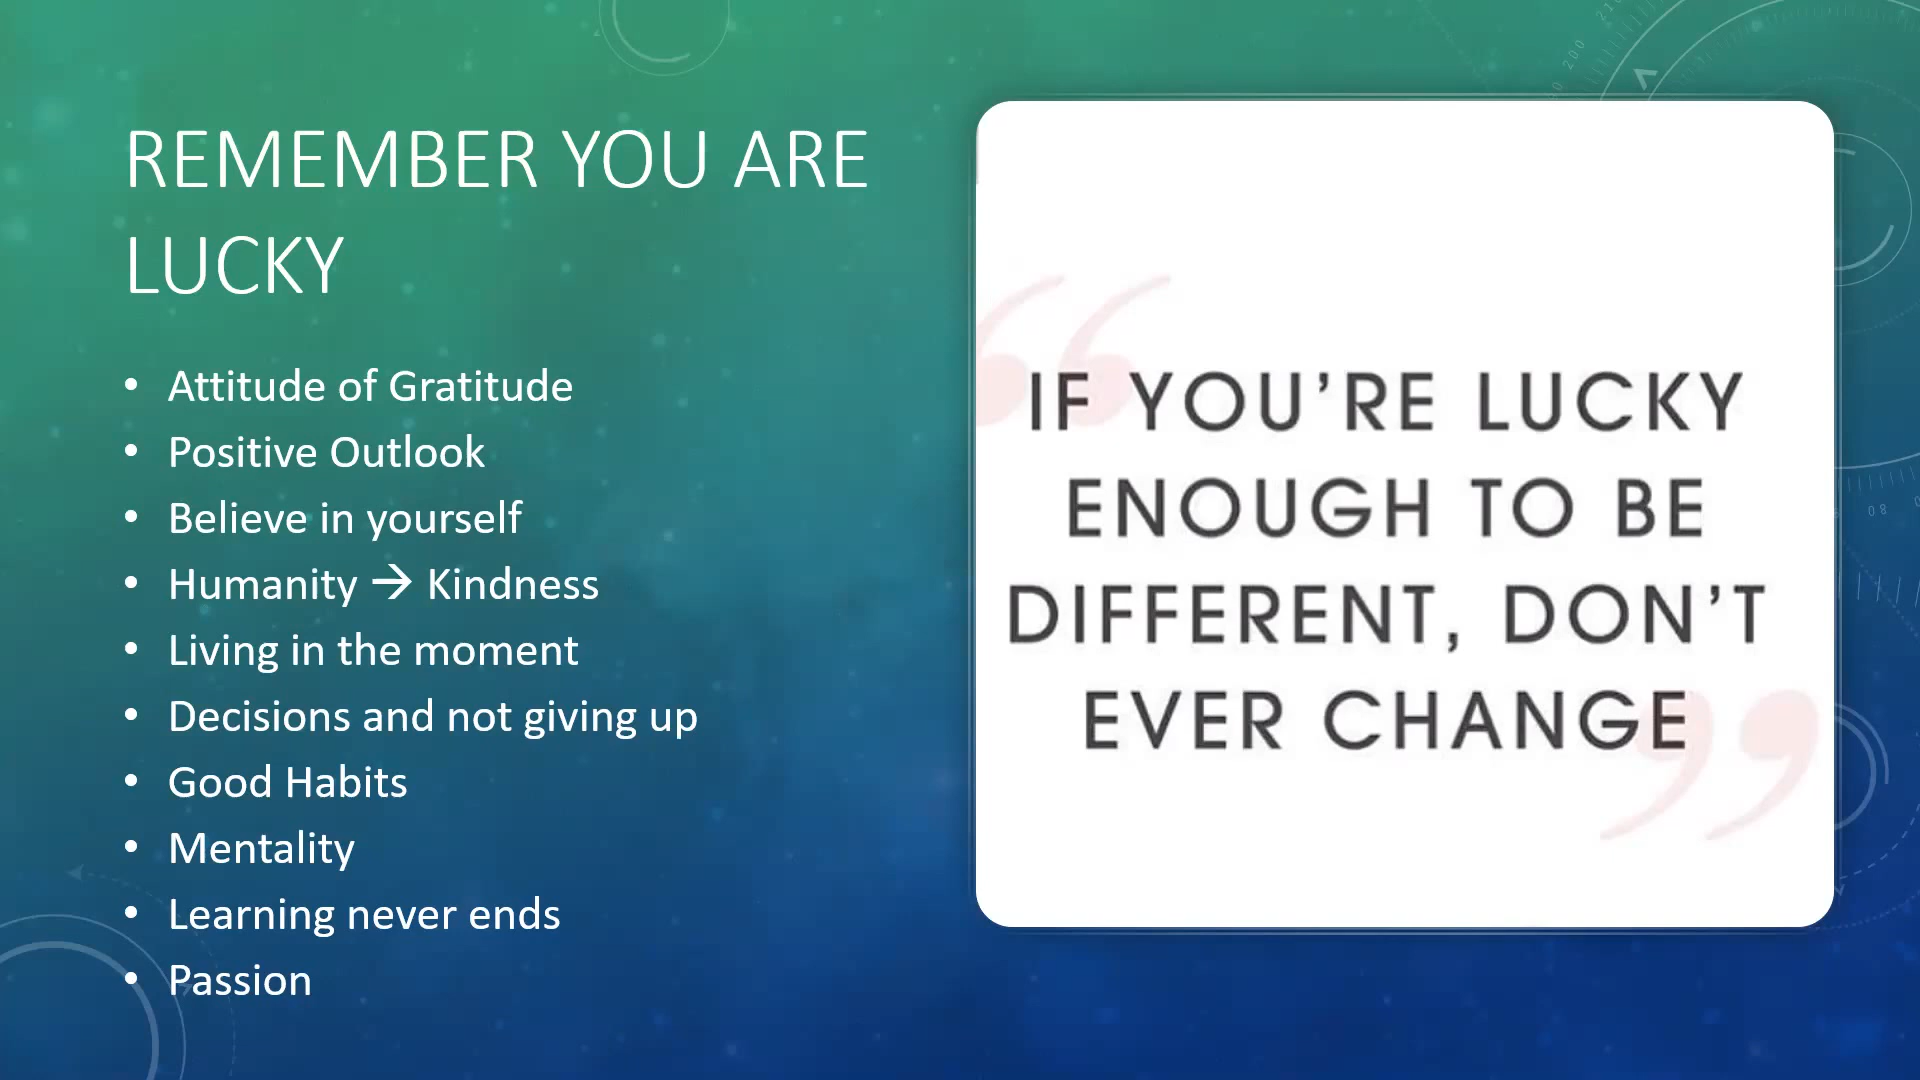 REMEMBER YOU ARE
LUCKY
• Attitude of Gratitude
• Positive Outlook
• Believe in yourself
• Humanity → Kindness
• Living in the moment
• Decisions and not giving up
• Good Habits
• Mentality
• Learning never ends
• Passion
“IF YOU’RE LUCKY
ENOUGH TO BE
DIFFERENT, DON’T
EVER CHANGE”
200
80